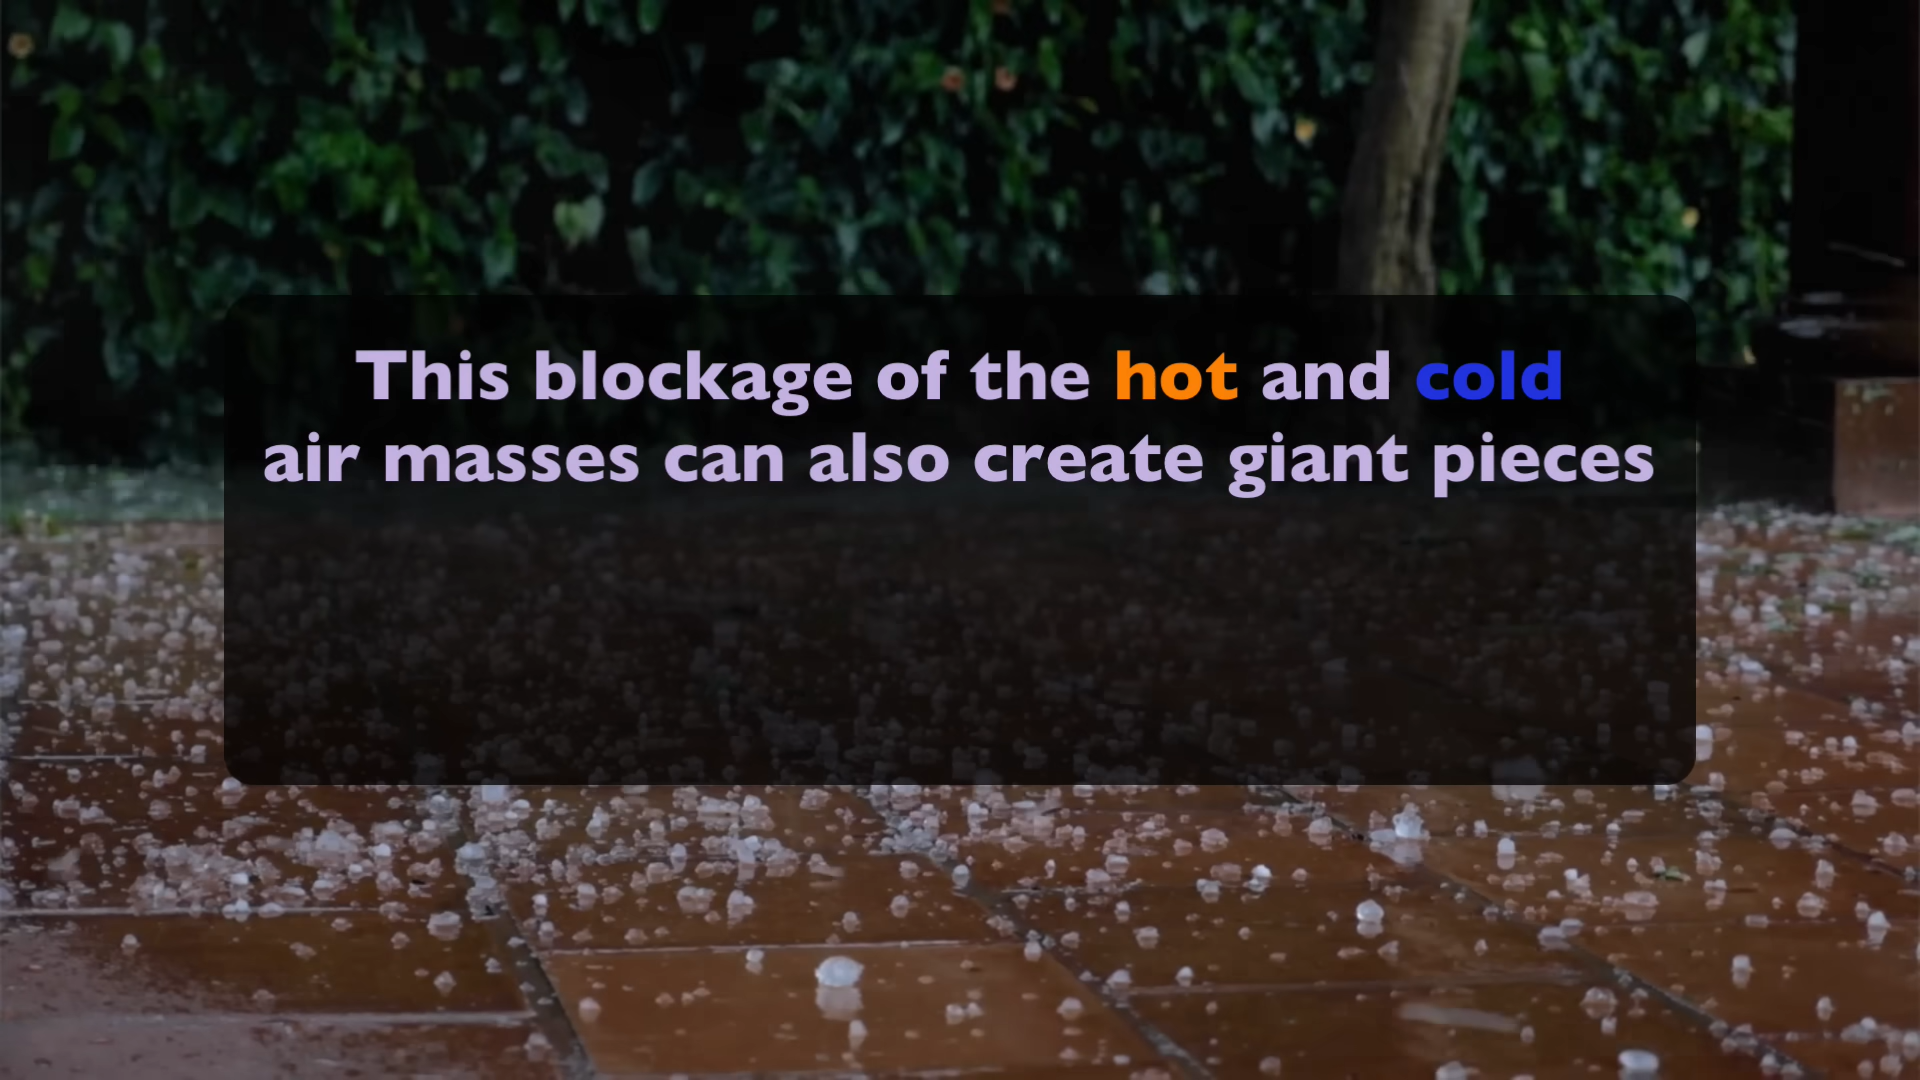 This blockage of the hot and cold
air masses can also create giant pieces